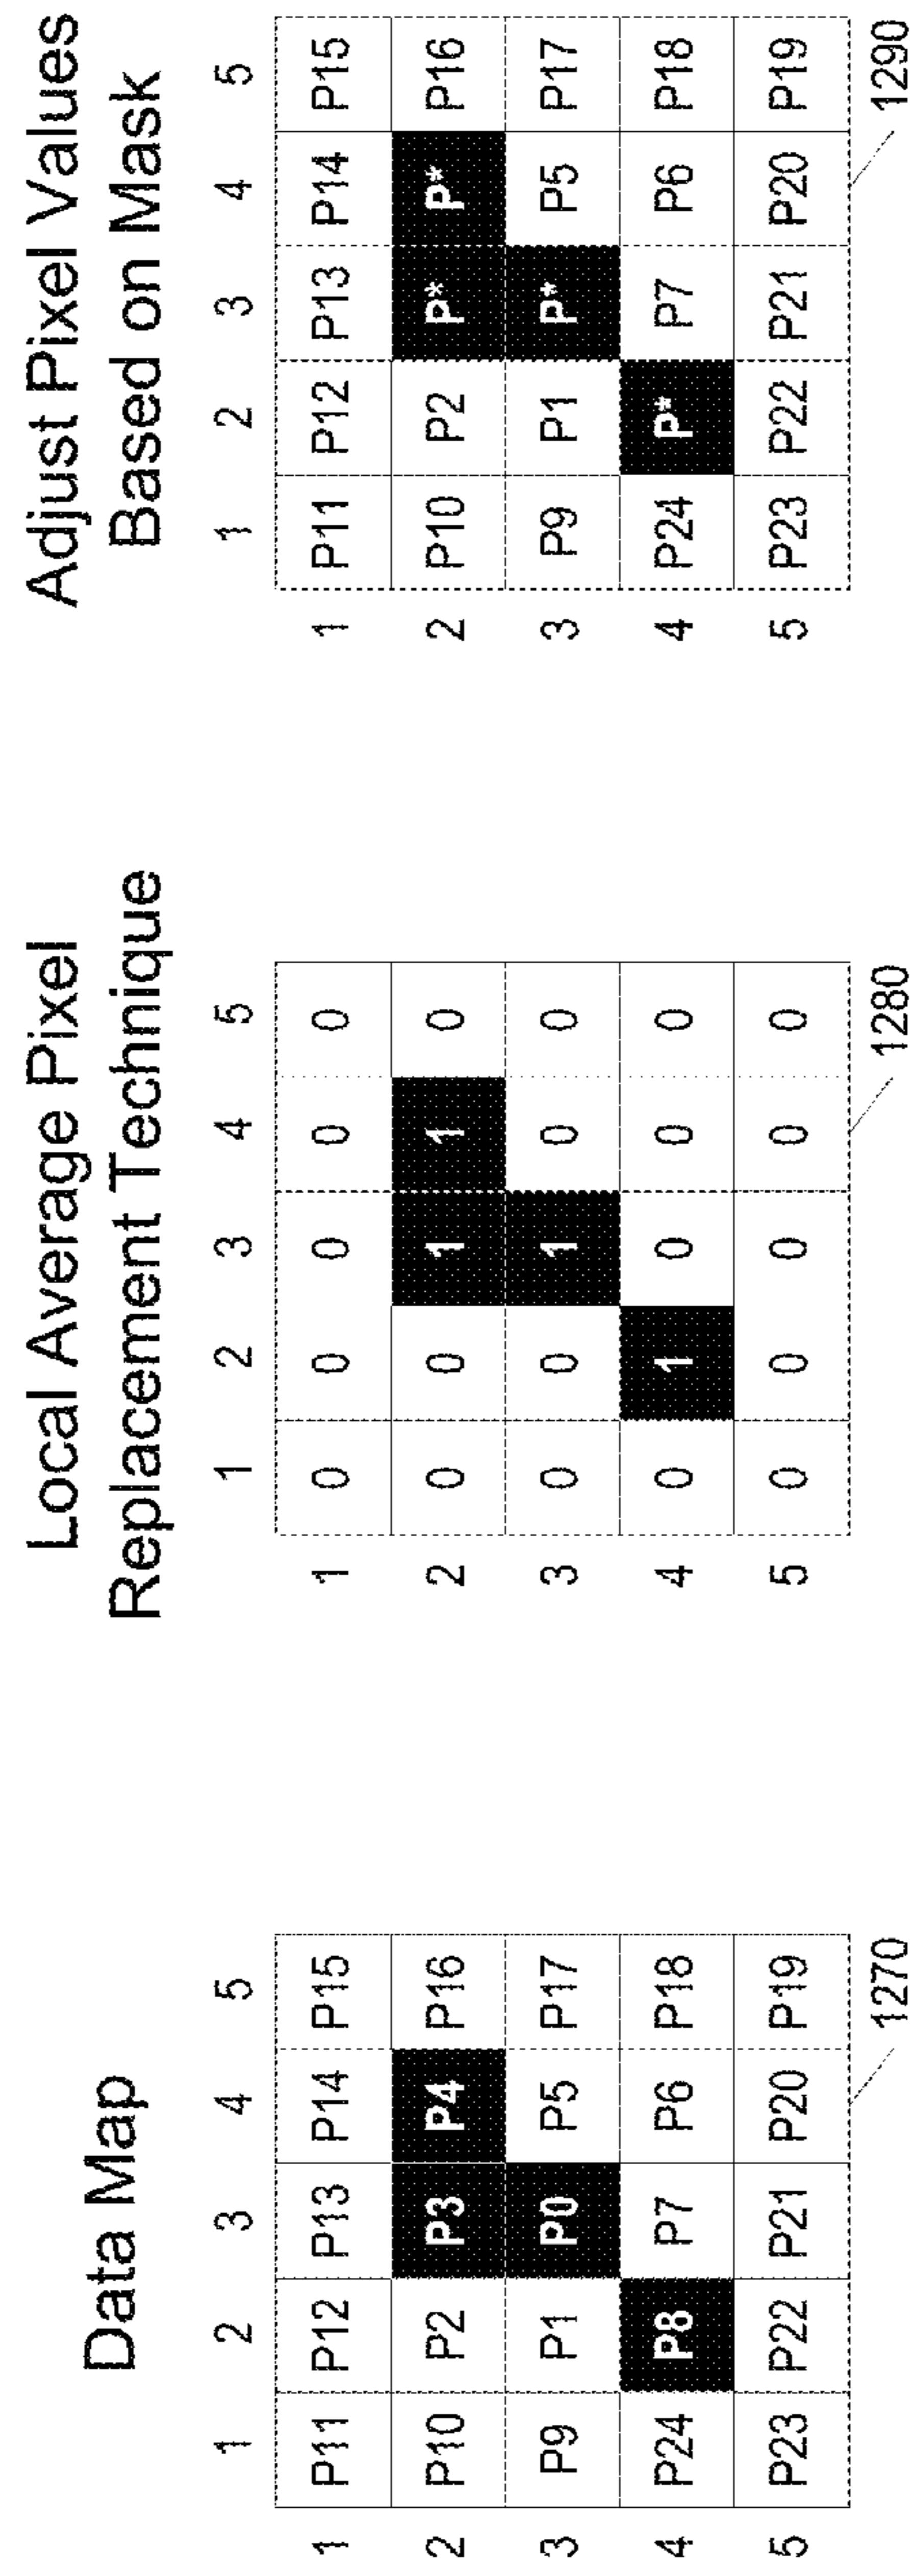 Data Map
1 2 3 4 5
1 P11 P12 P13 P14 P15
2 P10 P2 P3 P4 P16
3 P9 P1 P0 P5 P17
4 P24 P8 P7 P6 P18
5 P23 P22 P21 P20 P19
1270
Local Average Pixel
Replacement Technique
1 2 3 4 5
1 0 0 0 0 0
2 0 0 1 1 0
3 0 0 1 0 0
4 0 1 0 0 0
5 0 0 0 0 0
1280
Adjust Pixel Values
Based on Mask
1 2 3 4 5
1 P11 P12 P13 P14 P15
2 P10 P2 P* P* P16
3 P9 P1 P* P5 P17
4 P24 P* P7 P6 P18
5 P23 P22 P21 P20 P19
1290